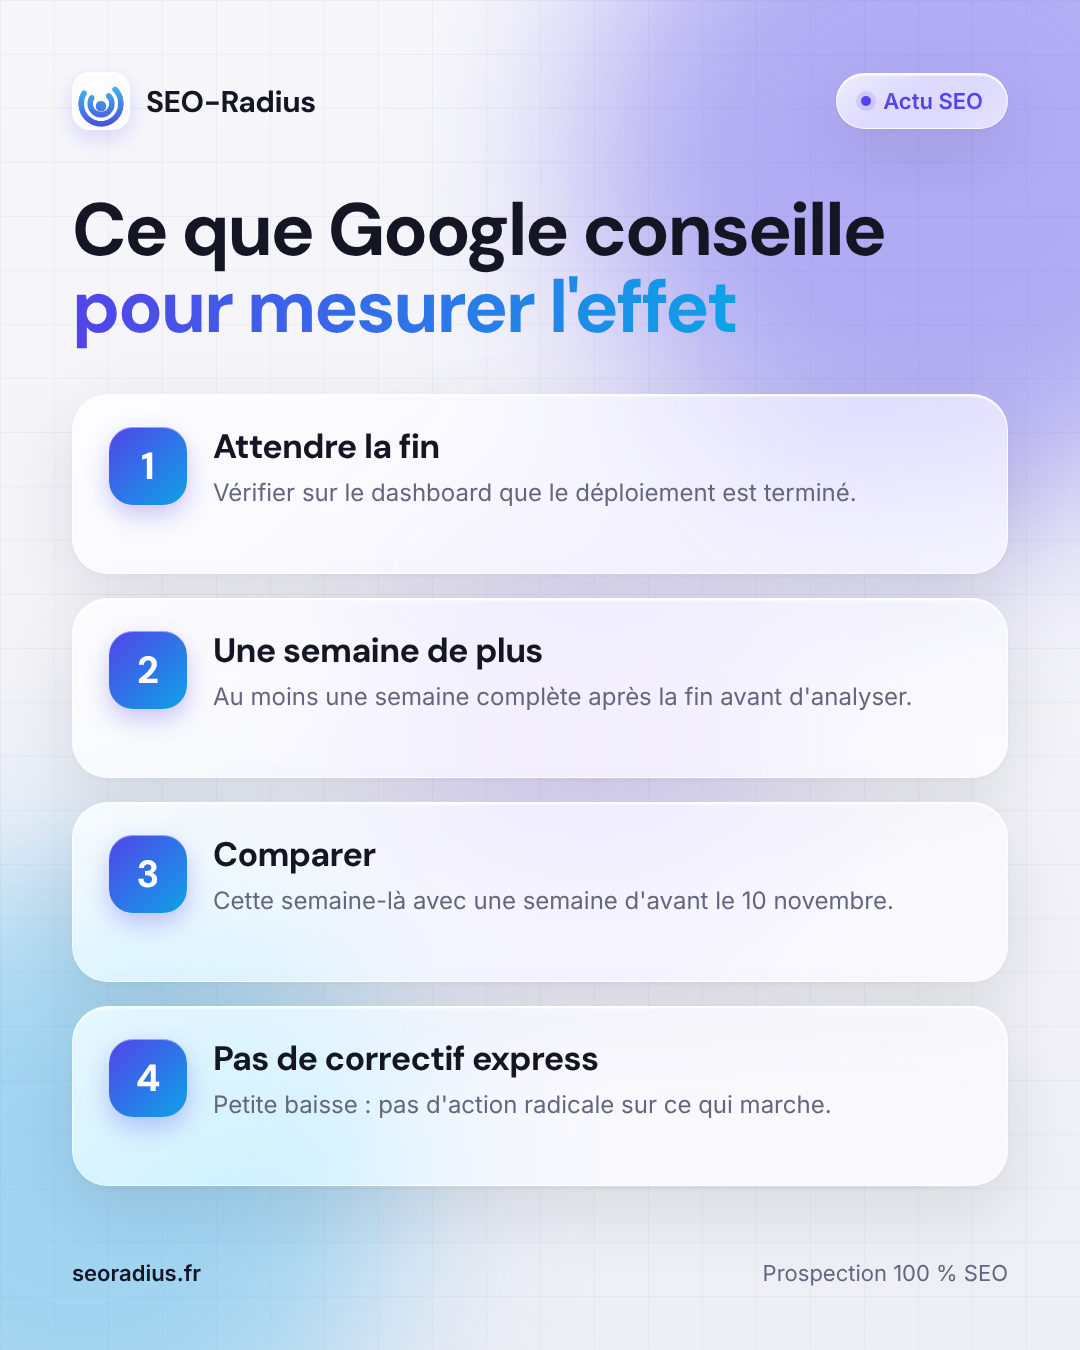 SEO-Radius
Actu SEO
Ce que Google conseille
pour mesurer l'effet
1
Attendre la fin
Vérifier sur le dashboard que le déploiement est terminé.
2
Une semaine de plus
Au moins une semaine complète après la fin avant d'analyser.
3
Comparer
Cette semaine-là avec une semaine d'avant le 10 novembre.
4
Pas de correctif express
Petite baisse : pas d'action radicale sur ce qui marche.
seoradius.fr
Prospection 100 % SEO